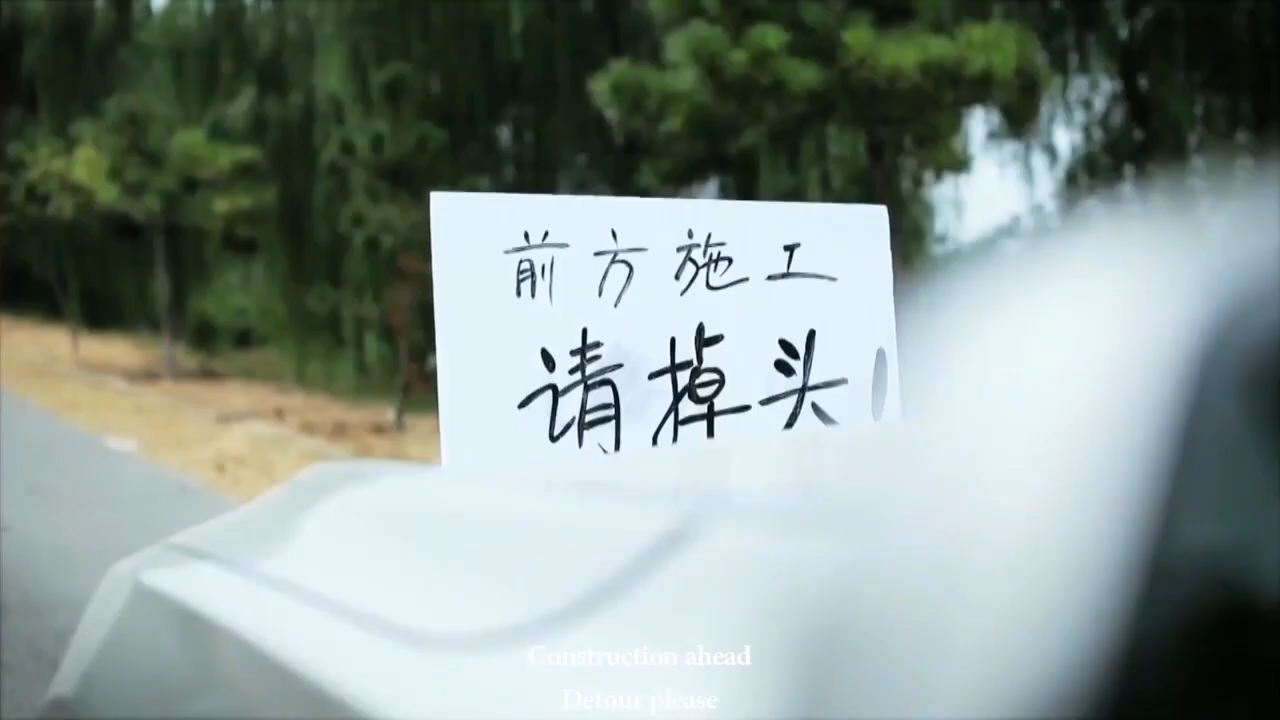 前方施工
请掉头!
Construction ahead
Detour please